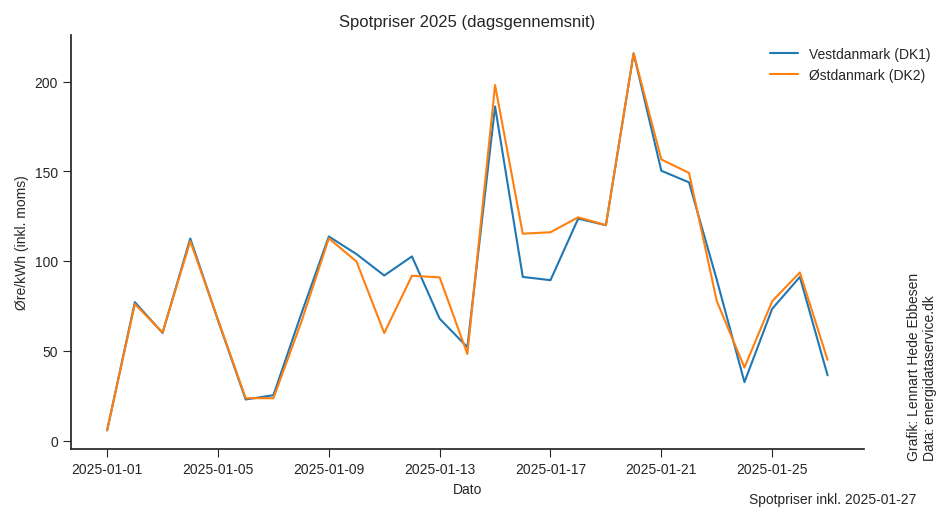 Spotpriser 2025 (dagsgennemsnit)
Vestdanmark (DK1)
Østdanmark (DK2)
Øre/kWh (inkl. moms)
200
150
100
50
0
2025-01-01
2025-01-05
2025-01-09
2025-01-13
2025-01-17
2025-01-21
2025-01-25
Dato
Grafik: Lennart Hede Ebbesen
Data: energidataservice.dk
Spotpriser inkl. 2025-01-27